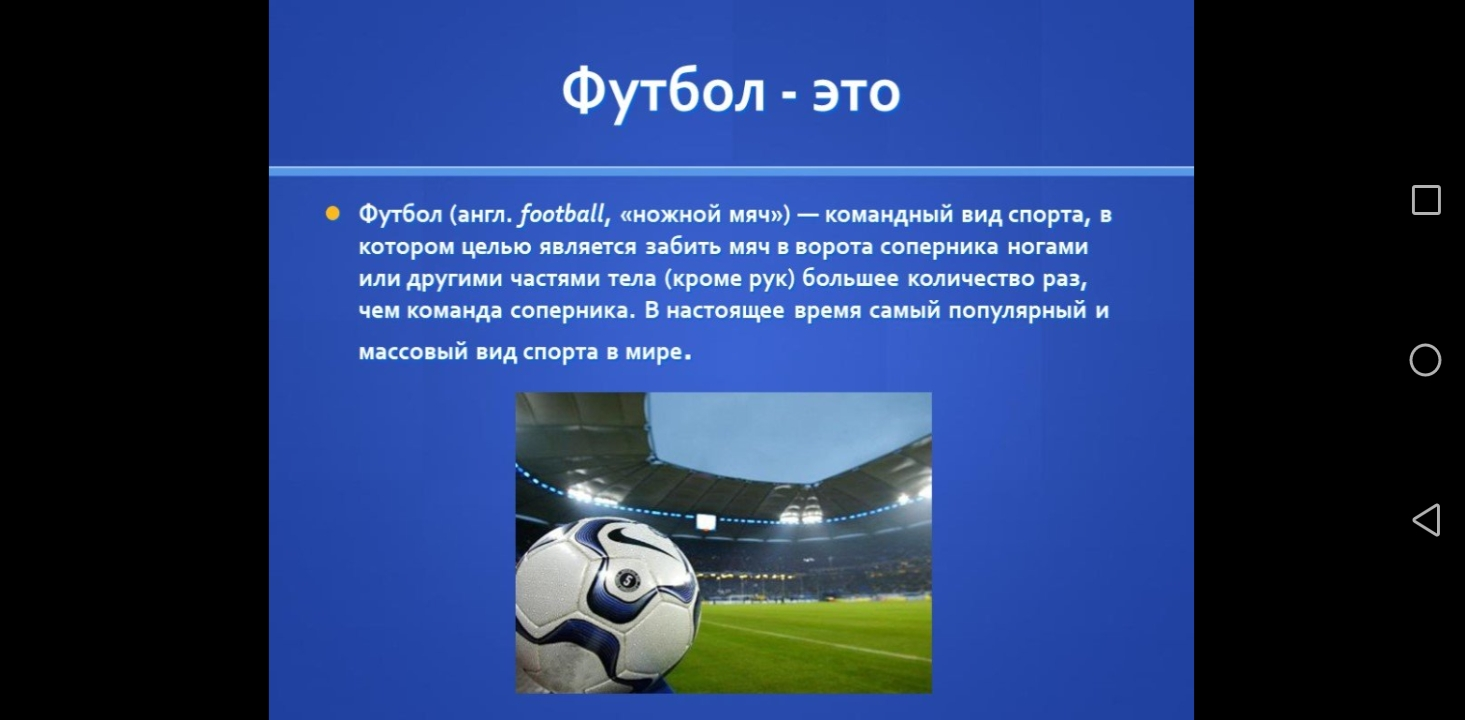 Футбол - это
Футбол (англ. football, «ножной мяч») — командный вид спорта, в
котором целью является забить мяч в ворота соперника ногами
или другими частями тела (кроме рук) большее количество раз,
чем команда соперника. В настоящее время самый популярный и
массовый вид спорта в мире.
5